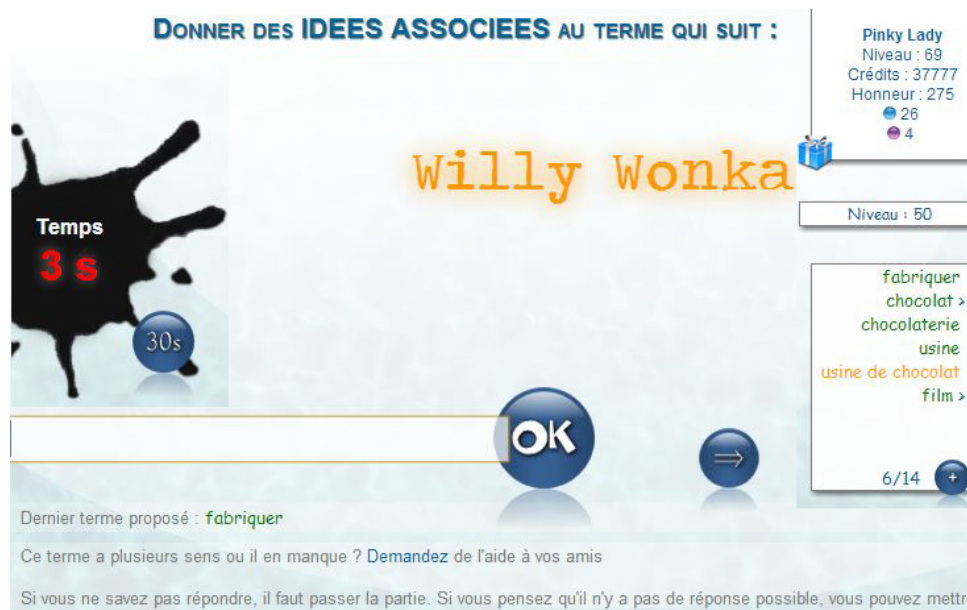 DONNER DES IDEES ASSOCIEES AU TERME QUI SUIT :
Pinky Lady
Niveau : 69
Crédits : 37777
Honneur : 275
26
4
Willy Wonka
Niveau : 50
Temps
3 s
30s
fabriquer
chocolat >
chocolaterie
usine
usine de chocolat
film >
6/14 +
OK
⇒
Dernier terme proposé : fabriquer
Ce terme a plusieurs sens ou il en manque ? Demandez de l'aide à vos amis
Si vous ne savez pas répondre, il faut passer la partie. Si vous pensez qu'il n'y a pas de réponse possible, vous pouvez mettr